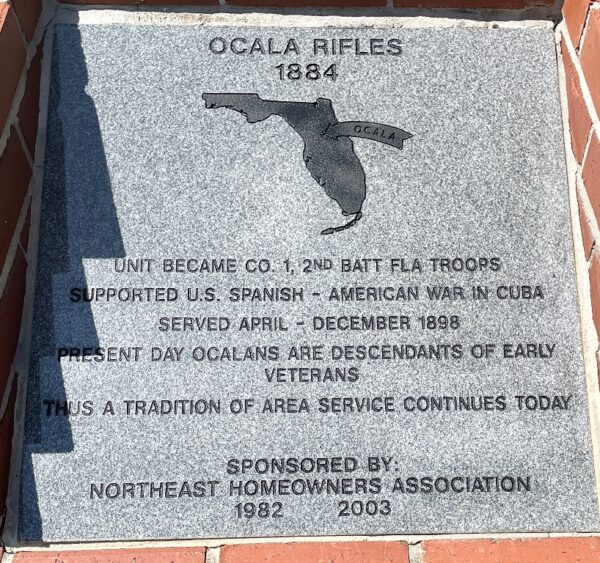 OCALA RIFLES
1884
OCALA
UNIT BECAME CO. 1, 2ND BATT FLA TROOPS
SUPPORTED U.S. SPANISH - AMERICAN WAR IN CUBA
SERVED APRIL - DECEMBER 1898
PRESENT DAY OCALANS ARE DESCENDANTS OF EARLY
VETERANS
THUS A TRADITION OF AREA SERVICE CONTINUES TODAY
SPONSORED BY:
NORTHEAST HOMEOWNERS ASSOCIATION
1982 2003